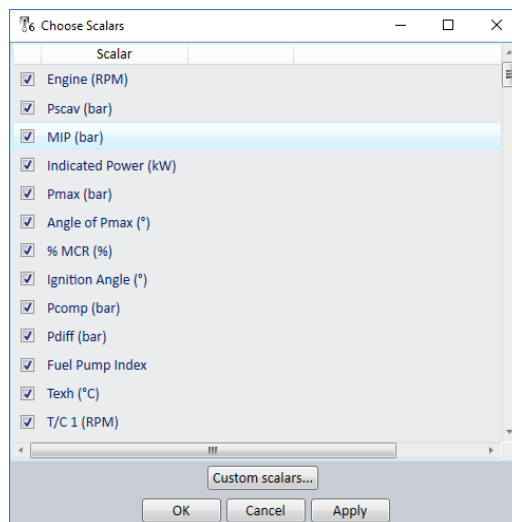 6 Choose Scalars
Scalar
Engine (RPM)
Pscav (bar)
MIP (bar)
Indicated Power (kW)
Pmax (bar)
Angle of Pmax (°)
% MCR (%)
Ignition Angle (°)
Pcomp (bar)
Pdiff (bar)
Fuel Pump Index
Texh (°C)
T/C 1 (RPM)
Custom scalars...
OK Cancel Apply